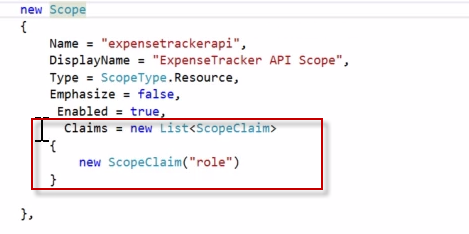 new Scope
{
Name = "expensetrackerapi",
DisplayName = "ExpenseTracker API Scope",
Type = ScopeType.Resource,
Emphasize = false,
Enabled = true,
Claims = new List<ScopeClaim>
{
new ScopeClaim("role")
}
},